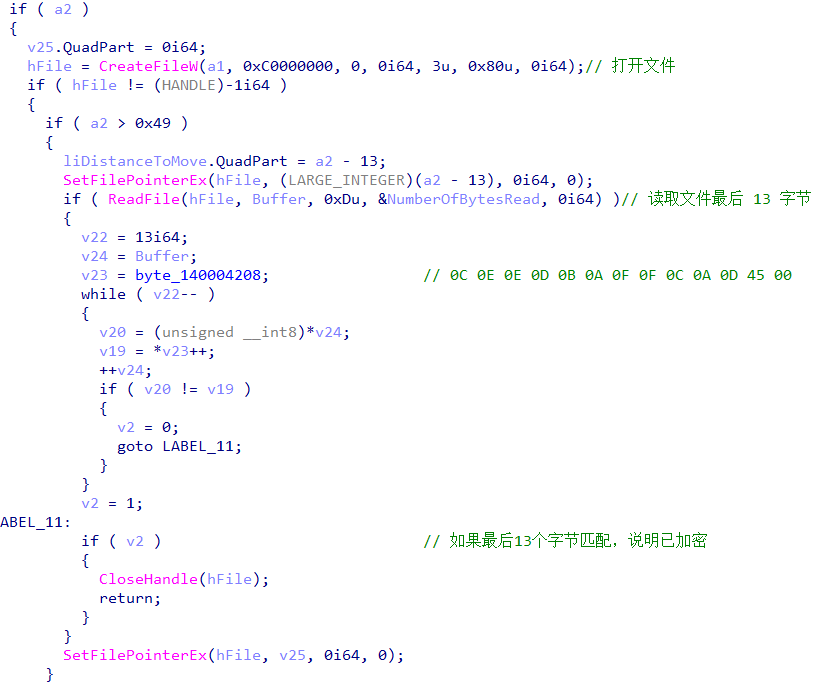 if ( a2 )
{
  v25.QuadPart = 0i64;
  hFile = CreateFileW(a1, 0xC0000000, 0, 0i64, 3u, 0x80u, 0i64);// 打开文件
  if ( hFile != (HANDLE)-1i64 )
  {
    if ( a2 > 0x49 )
    {
      liDistanceToMove.QuadPart = a2 - 13;
      SetFilePointerEx(hFile, (LARGE_INTEGER)(a2 - 13), 0i64, 0);
      if ( ReadFile(hFile, Buffer, 0xDu, &NumberOfBytesRead, 0i64) )// 读取文件最后 13 字节
      {
        v22 = 13i64;
        v24 = Buffer;
        v23 = byte_140004208;                 // 0C 0E 0E 0D 0B 0A 0F 0F 0C 0A 0D 45 00
        while ( v22-- )
        {
          v20 = (unsigned __int8)*v24;
          v19 = *v23++;
          ++v24;
          if ( v20 != v19 )
          {
            v2 = 0;
            goto LABEL_11;
          }
        }
        v2 = 1;
ABEL_11:
        if ( v2 )                             // 如果最后13个字节匹配，说明已加密
        {
          CloseHandle(hFile);
          return;
        }
      }
      SetFilePointerEx(hFile, v25, 0i64, 0);
    }